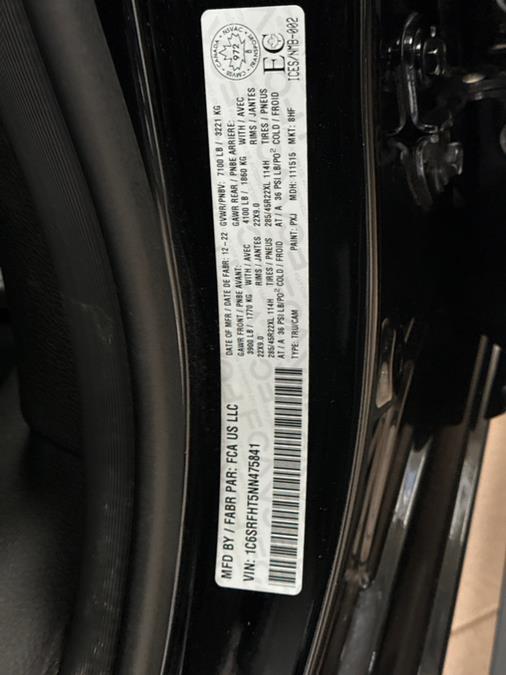 MFD BY / FABR PAR: FCA US LLC
DATE OF MFR / DATE DE FABR: 12-22
GVWR/PNBV: 7100 LB / 3221 KG
GAWR FRONT / PNBE AVANT:
3900 LB / 1770 KG WITH / AVEC
22X9.0 RIMS / JANTES
285/45R22XL 114H TIRES / PNEUS
AT / A 36 PSI LB/PO² COLD / FROID
GAWR REAR / PNBE ARRIERE:
4100 LB / 1860 KG WITH / AVEC
22X9.0 RIMS / JANTES
285/45R22XL 114H TIRES / PNEUS
AT / A 36 PSI LB/PO² COLD / FROID
VIN: 1C6SRFHT5NN475841
TYPE: TRU/CAM
PAINT: PXJ
MDH: 111515
MKT: 8HF
CANADA
972
EC
ICES/NMB-002